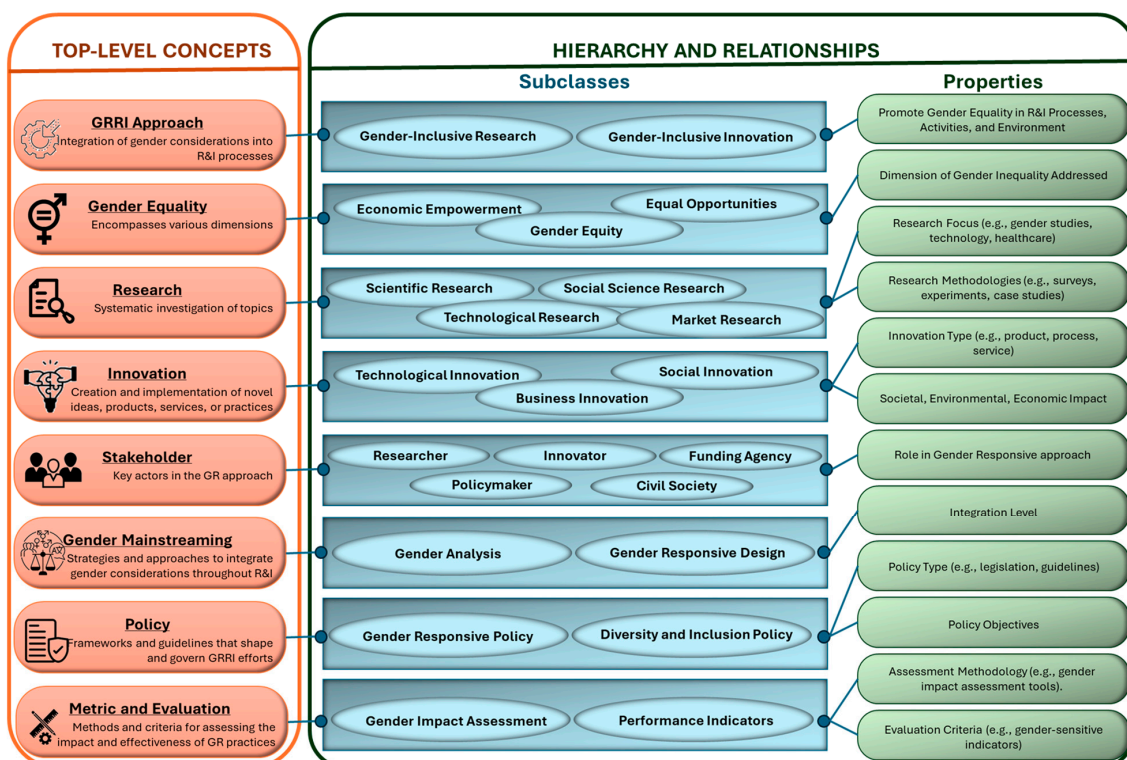 TOP-LEVEL CONCEPTS
HIERARCHY AND RELATIONSHIPS
Subclasses
Properties
GRRI Approach
Integration of gender considerations into
R&I processes
Gender-Inclusive Research
Gender-Inclusive Innovation
Promote Gender Equality in R&I Processes,
Activities, and Environment
Gender Equality
Encompasses various dimensions
Economic Empowerment
Equal Opportunities
Gender Equity
Dimension of Gender Inequality Addressed
Research
Systematic investigation of topics
Scientific Research
Social Science Research
Technological Research
Market Research
Research Focus (e.g., gender studies,
technology, healthcare)
Research Methodologies (e.g., surveys,
experiments, case studies)
Innovation
Creation and implementation of novel
ideas, products, services, or practices
Technological Innovation
Social Innovation
Business Innovation
Innovation Type (e.g., product, process,
service)
Societal, Environmental, Economic Impact
Stakeholder
Key actors in the GR approach
Researcher
Innovator
Funding Agency
Policymaker
Civil Society
Role in Gender Responsive approach
Gender Mainstreaming
Strategies and approaches to integrate
gender considerations throughout R&I
Gender Analysis
Gender Responsive Design
Integration Level
Policy
Frameworks and guidelines that shape
and govern GRRI efforts
Gender Responsive Policy
Diversity and Inclusion Policy
Policy Type (e.g., legislation, guidelines)
Policy Objectives
Metric and Evaluation
Methods and criteria for assessing the
impact and effectiveness of GR practices
Gender Impact Assessment
Performance Indicators
Assessment Methodology (e.g., gender
impact assessment tools).
Evaluation Criteria (e.g., gender-sensitive
indicators)